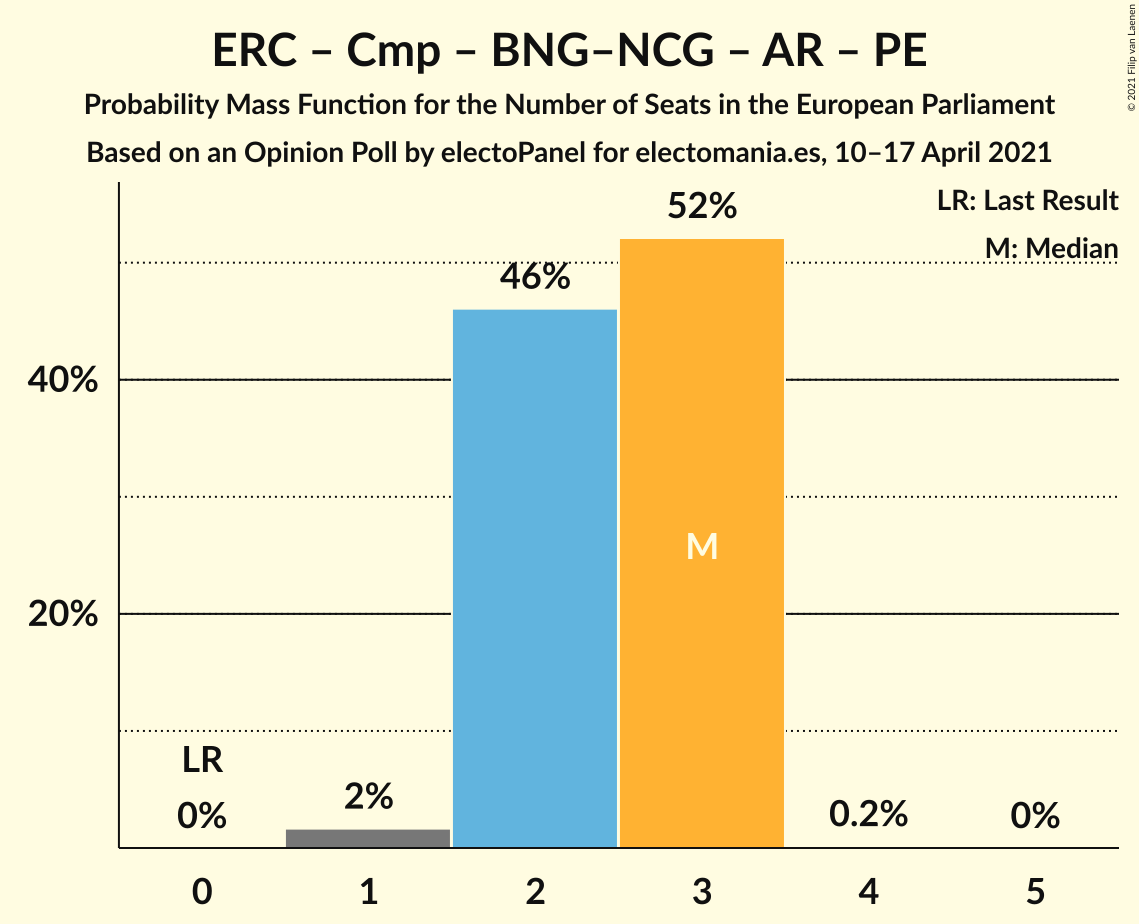 ERC – Cmp – BNG–NCG – AR – PE
Probability Mass Function for the Number of Seats in the European Parliament
Based on an Opinion Poll by electoPanel for electomania.es, 10–17 April 2021
© 2021 Filip van Laenen
LR: Last Result
M: Median
52%
46%
40%
M
20%
LR
0%
2%
0.2%
0%
0 1 2 3 4 5